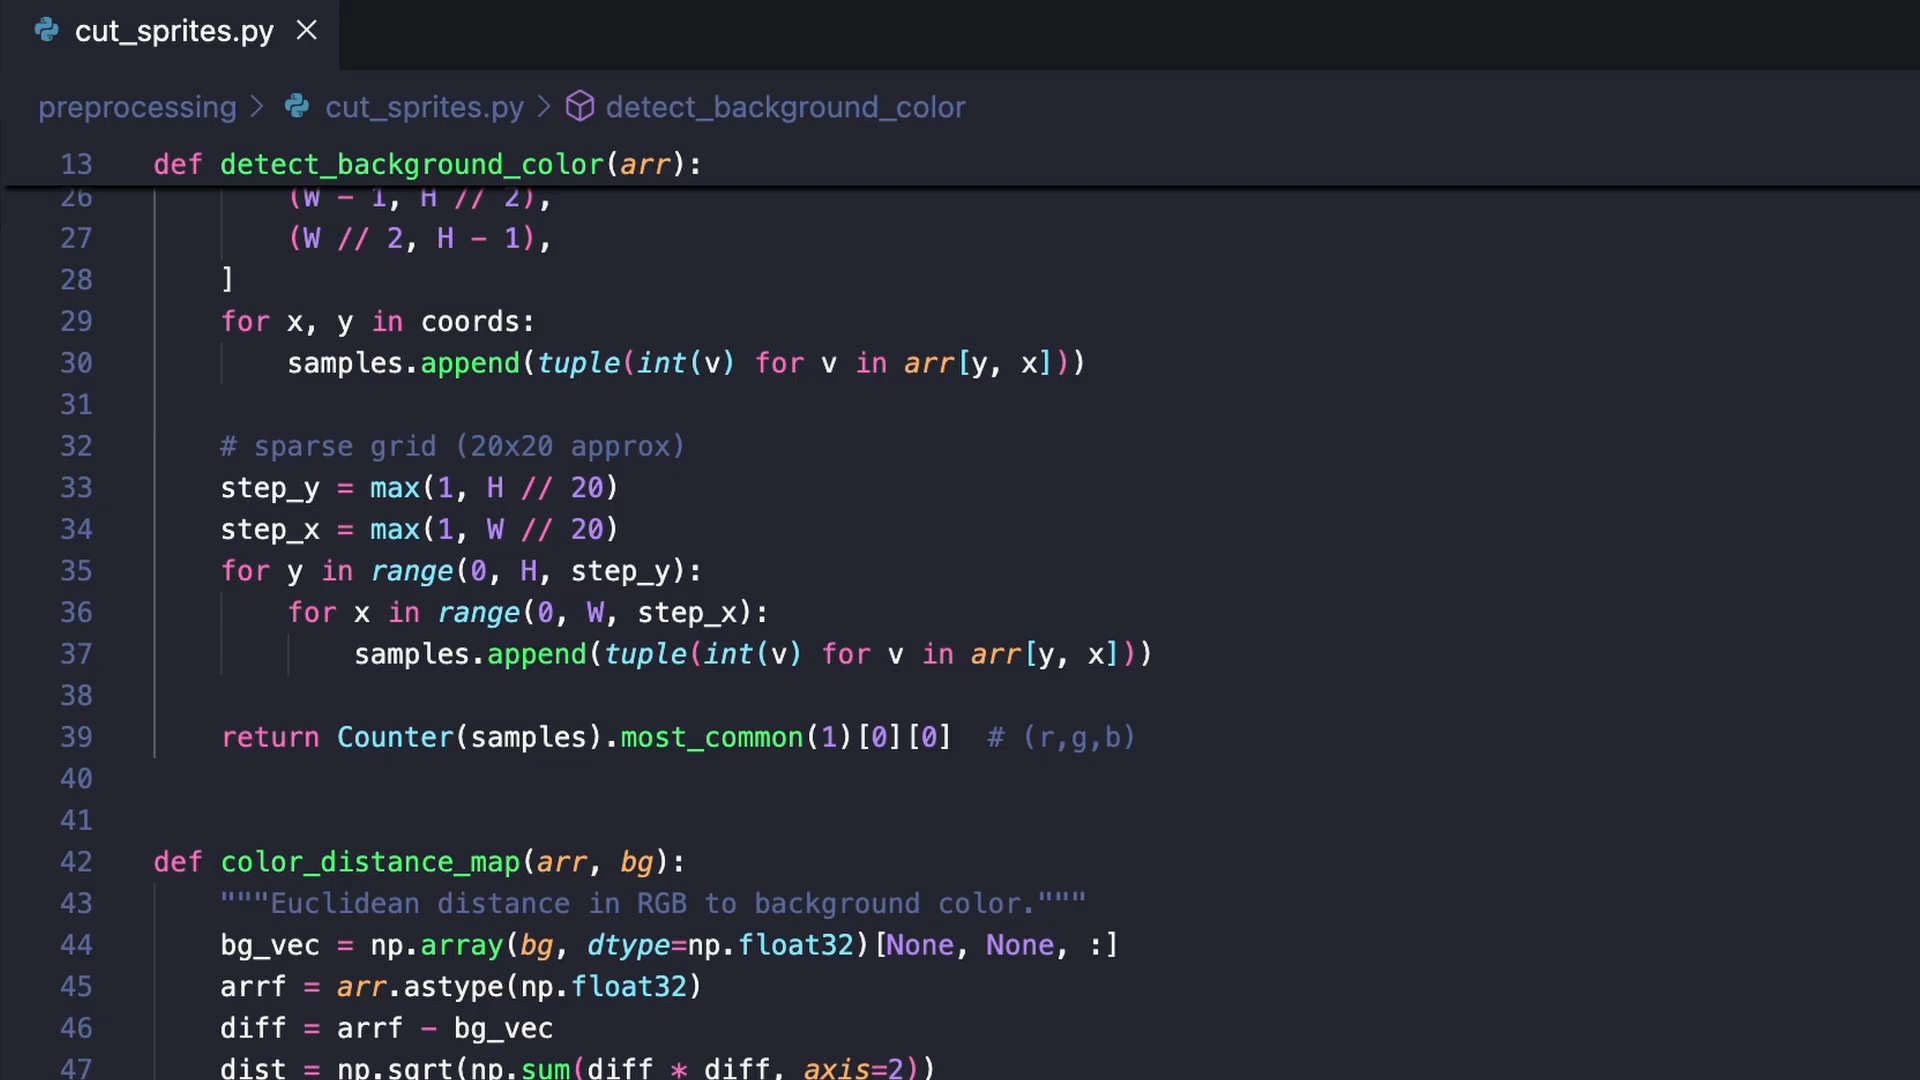 cut_sprites.py
preprocessing > cut_sprites.py > detect_background_color
13 def detect_background_color(arr):
26 (W - 1, H // 2),
27 (W // 2, H - 1),
28 ]
29 for x, y in coords:
30 samples.append(tuple(int(v) for v in arr[y, x]))
31
32 # sparse grid (20x20 approx)
33 step_y = max(1, H // 20)
34 step_x = max(1, W // 20)
35 for y in range(0, H, step_y):
36 for x in range(0, W, step_x):
37 samples.append(tuple(int(v) for v in arr[y, x]))
38
39 return Counter(samples).most_common(1)[0][0]  # (r,g,b)
40
41
42 def color_distance_map(arr, bg):
43 """Euclidean distance in RGB to background color."""
44 bg_vec = np.array(bg, dtype=np.float32)[None, None, :]
45 arrf = arr.astype(np.float32)
46 diff = arrf - bg_vec
47 dist = np.sqrt(np.sum(diff * diff, axis=2))